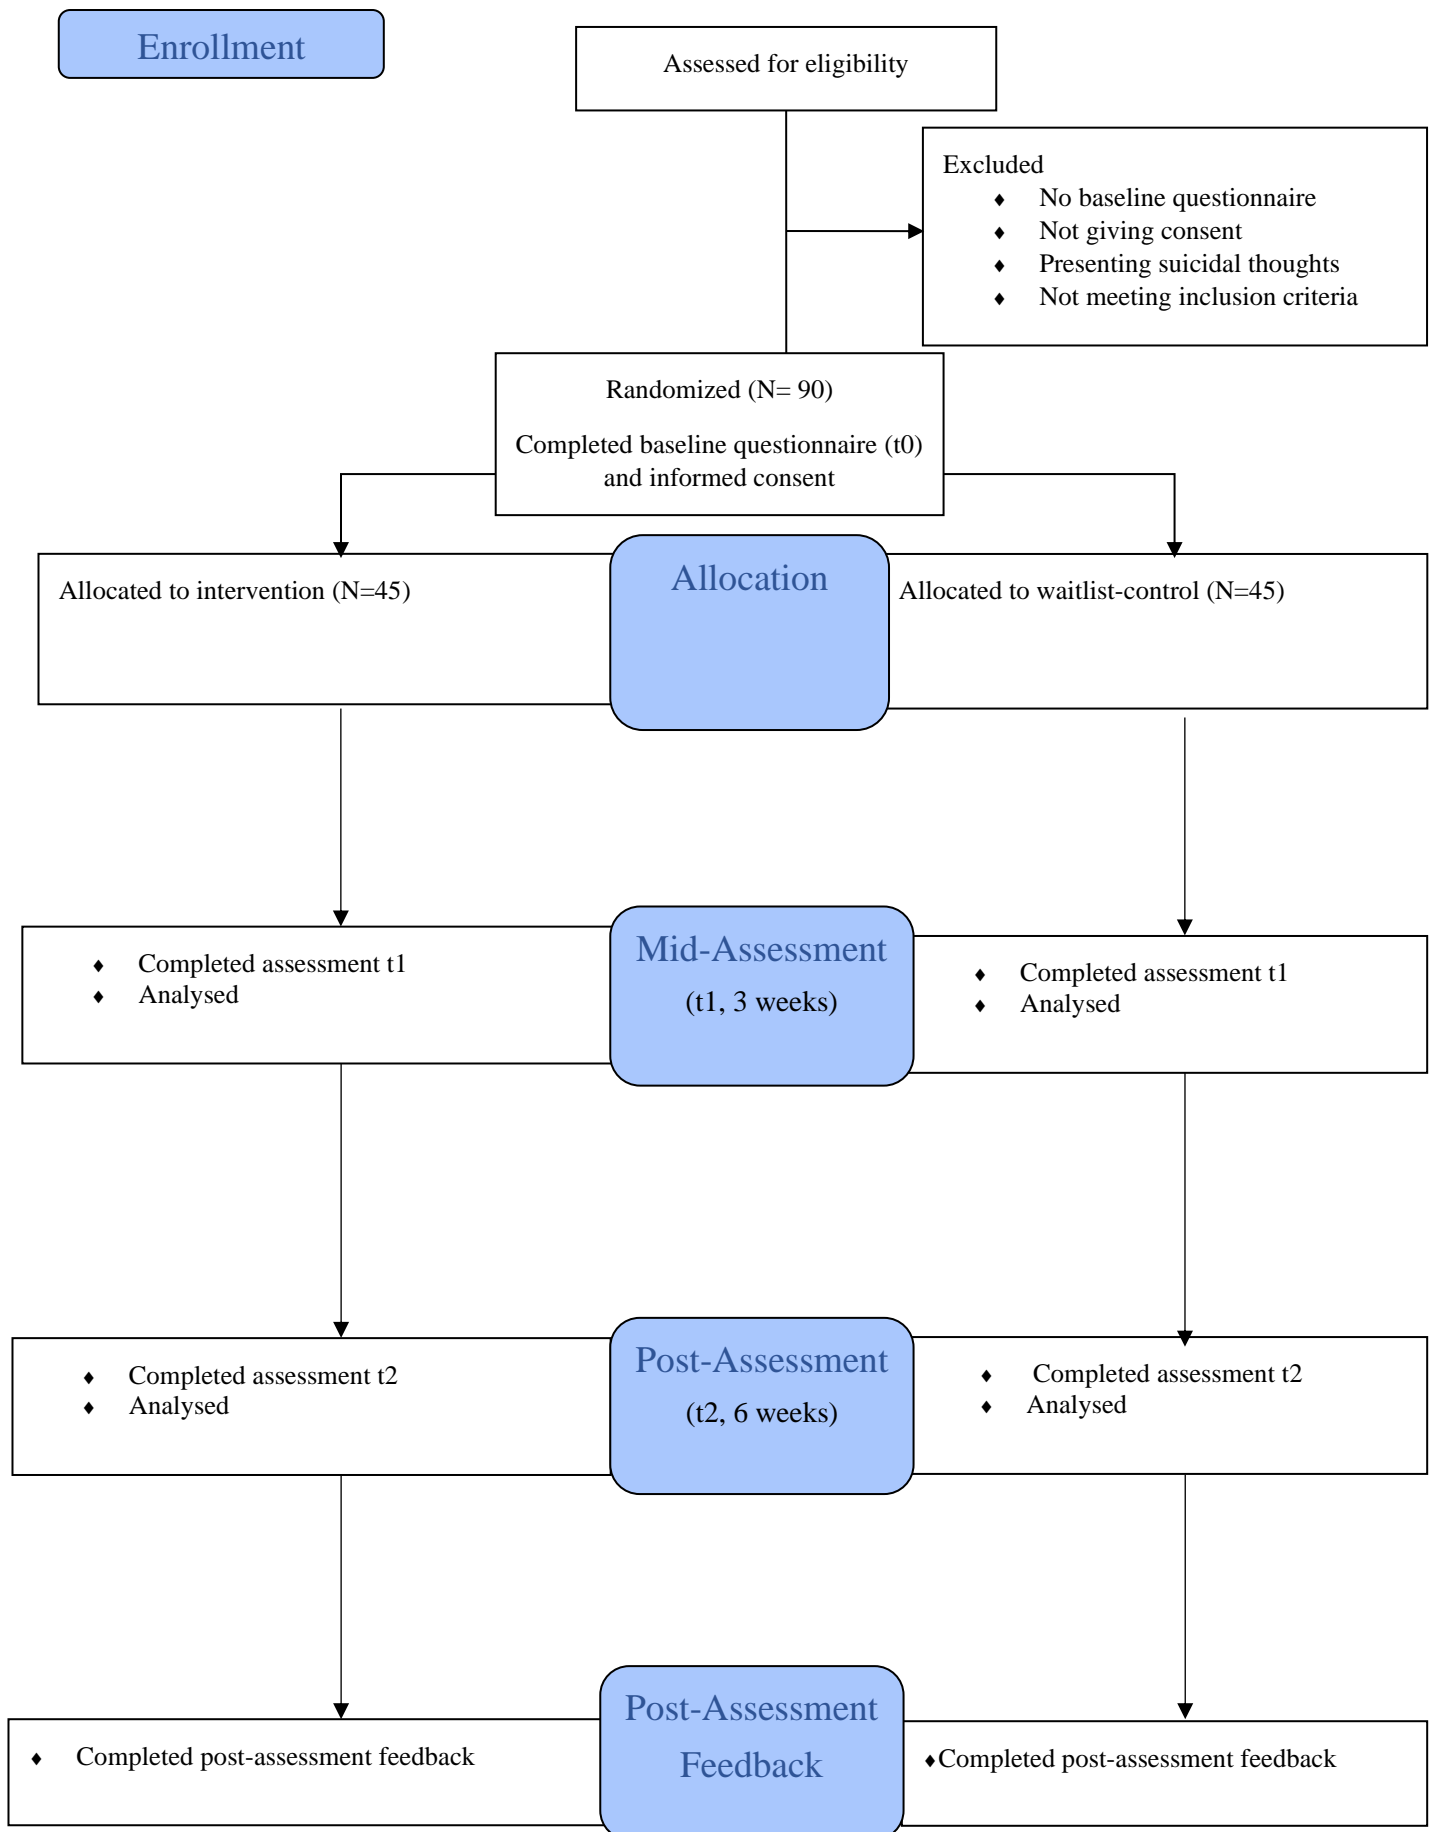 Enrollment
Assessed for eligibility
Excluded
♦ No baseline questionnaire
♦ Not giving consent
♦ Presenting suicidal thoughts
♦ Not meeting inclusion criteria
Randomized (N= 90)
Completed baseline questionnaire (t0)
and informed consent
Allocated to intervention (N=45)
Allocation
Allocated to waitlist-control (N=45)
♦ Completed assessment t1
♦ Analysed
Mid-Assessment
(t1, 3 weeks)
♦ Completed assessment t1
♦ Analysed
♦ Completed assessment t2
♦ Analysed
Post-Assessment
(t2, 6 weeks)
♦ Completed assessment t2
♦ Analysed
♦ Completed post-assessment feedback
Post-Assessment
Feedback
♦Completed post-assessment feedback